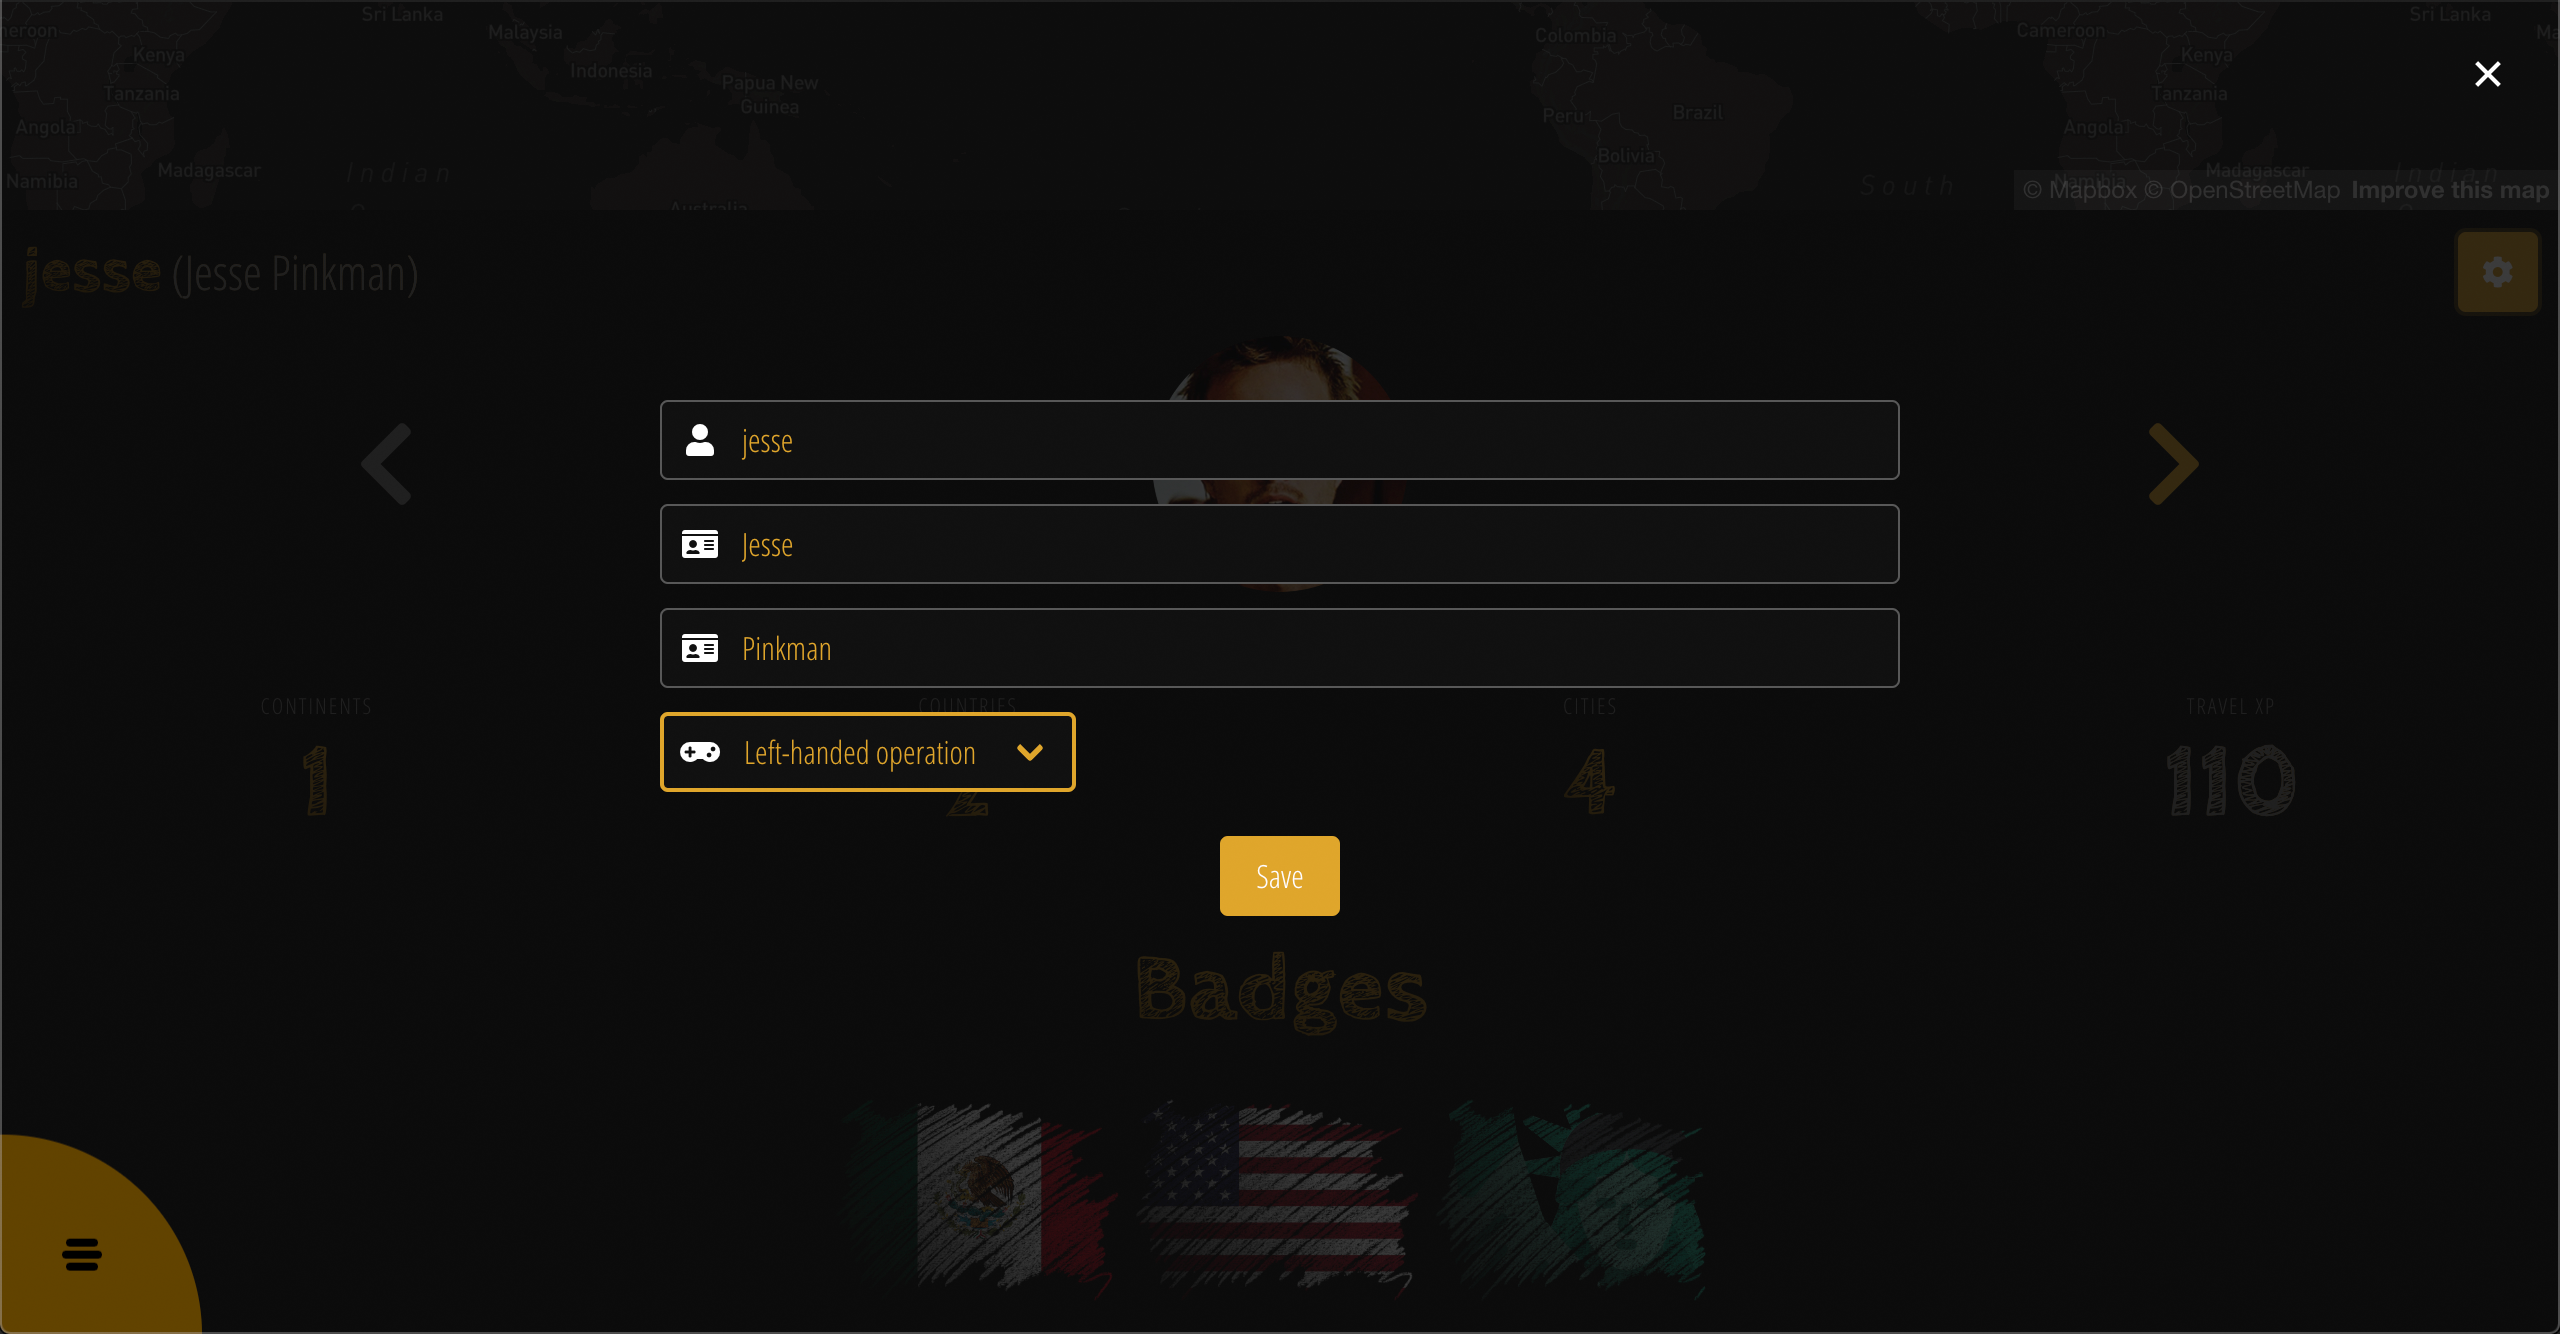 Sri Lanka
Sri Lanka
Malaysia
Colombia
Cameroon
Kenya
Kenya
Indonesia
Papua New
Guinea
Tanzania
Tanzania
Brazil
Peru
Angola
Angola
Bolivia
Madagascar
Madagascar
Indian
Indian
Namibia
Namibia
South
© Mapbox © OpenStreetMap Improve this map
Australia
jesse (Jesse Pinkman)
jesse
Jesse
Pinkman
CONTINENTS
COUNTRIES
CITIES
TRAVEL XP
1
2
4
110
Left-handed operation
Save
Badges